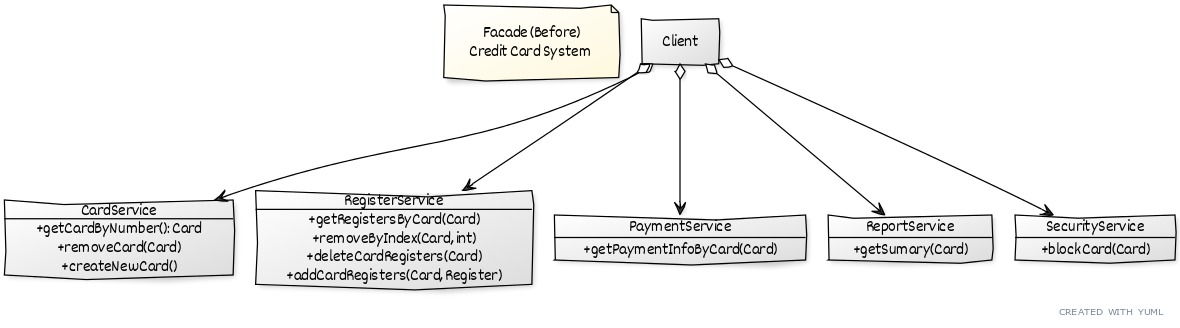 Facade (Before)
Credit Card System
Client
CardService
+getCardByNumber(): Card
+removeCard(Card)
+createNewCard()
RegisterService
+getRegistersByCard(Card)
+removeByIndex(Card, int)
+deleteCardRegisters(Card)
+addCardRegisters(Card, Register)
PaymentService
+getPaymentInfoByCard(Card)
ReportService
+getSumary(Card)
SecurityService
+blockCard(Card)
CREATED WITH YUML